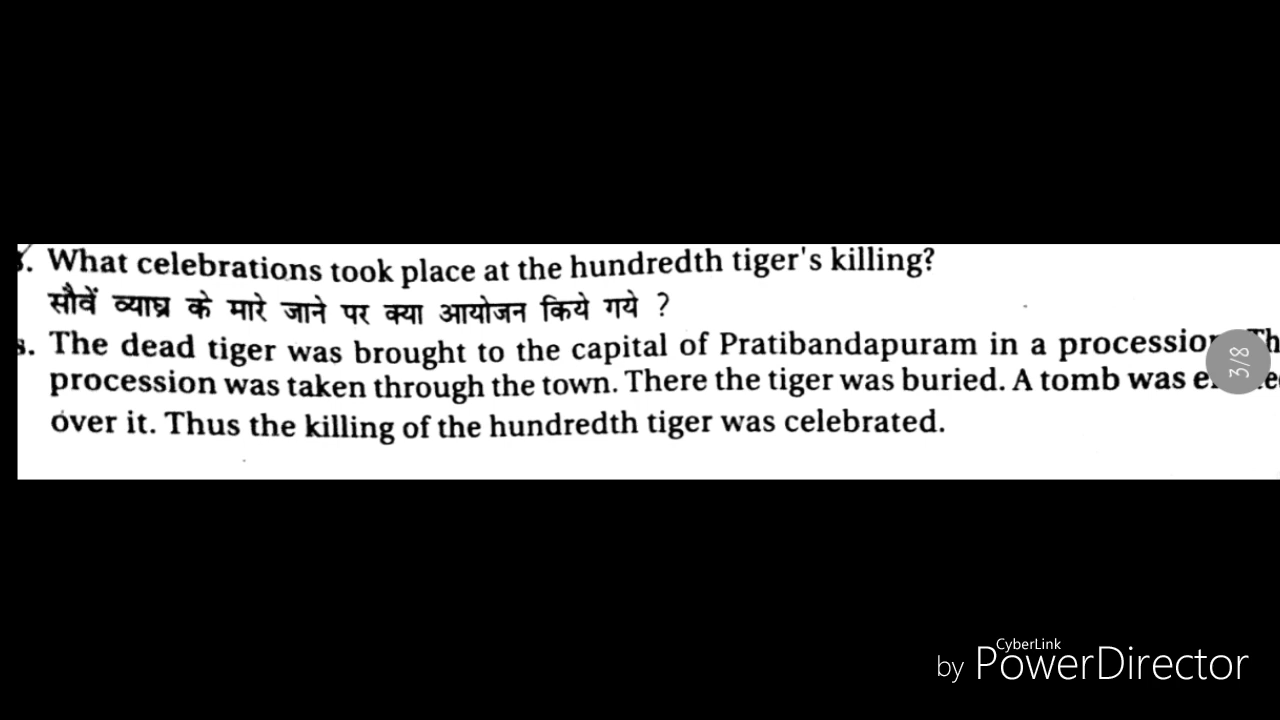 . What celebrations took place at the hundredth tiger's killing?
सौवें व्याघ्र के मारे जाने पर क्या आयोजन किये गये ?
s. The dead tiger was brought to the capital of Pratibandapuram in a
procession was taken through the town. There the tiger was buried. A tomb was
over it. Thus the killing of the hundredth tiger was celebrated.
3/8
CyberLink
by PowerDirector